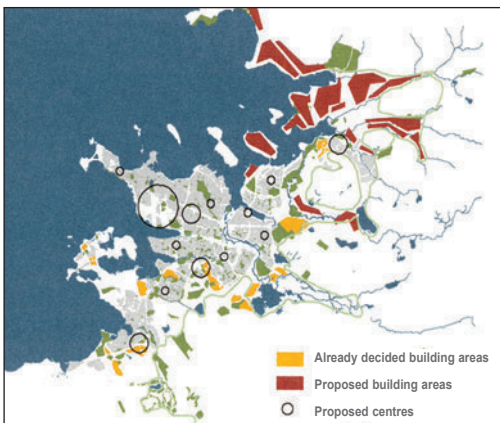 Already decided building areas
Proposed building areas
Proposed centres